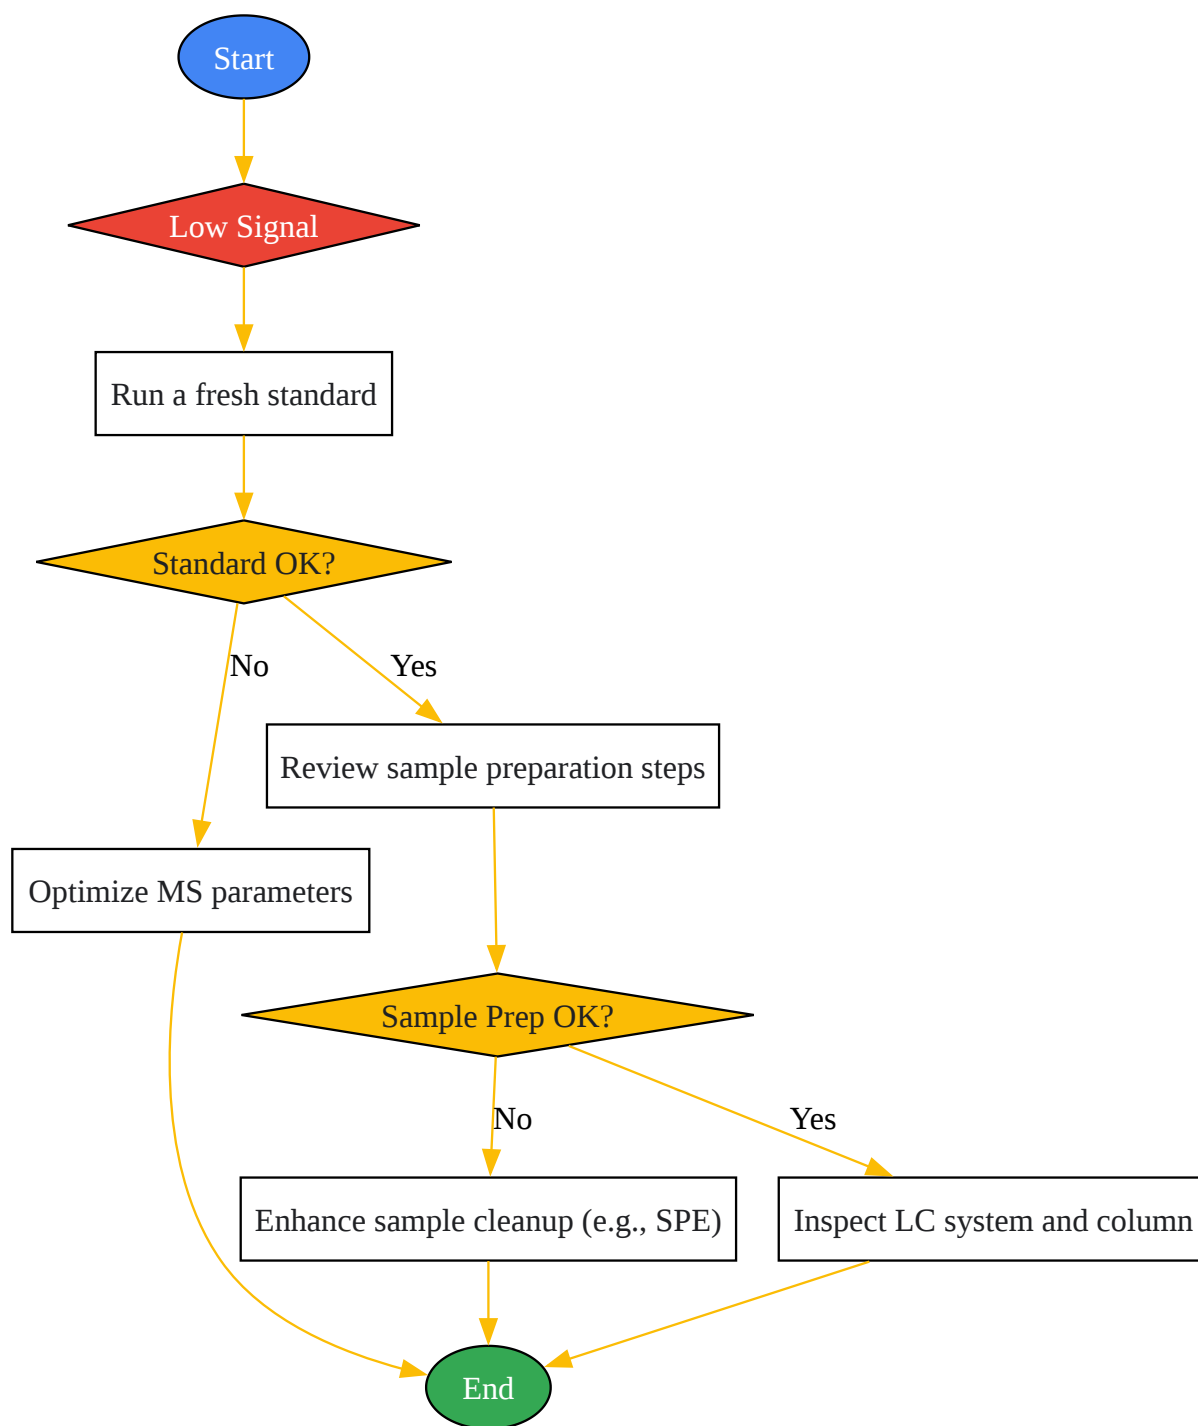 Start
Low Signal
Run a fresh standard
Standard OK?
No
Yes
Review sample preparation steps
Optimize MS parameters
Sample Prep OK?
No
Yes
Enhance sample cleanup (e.g., SPE)
Inspect LC system and column
End